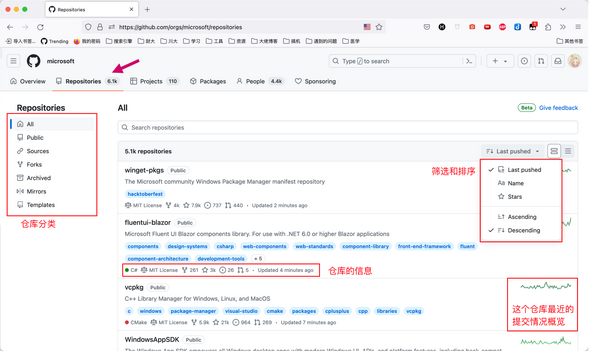 Repositories
https://github.com/orgs/microsoft/repositories
导入书签...
Trending
我的密码
搜索引擎
财大
川大
学习
工具
资源
大佬博客
搞机
遇到的问题
医学
其他书签
microsoft
Type / to search
Overview
Repositories 6.1k
Projects 110
Packages
People 4.4k
Sponsoring
Repositories
All
Public
Sources
Forks
Archived
Mirrors
Templates
仓库分类
All
Beta Give feedback
Search repositories
5.1k repositories
Last pushed
筛选和排序
Last pushed
Name
Stars
Ascending
Descending
winget-pkgs Public
The Microsoft community Windows Package Manager manifest repository
hacktoberfest
MIT License 4k 7.9k 737 440 · Updated 2 minutes ago
fluentui-blazor Public
Microsoft Fluent UI Blazor components library. For use with .NET 6.0 or higher Blazor applications
components design-systems csharp web-components web-standards component-library front-end-framework fluent
component-architecture development-tools + 6
仓库的信息
C# MIT License 261 3k 26 5 · Updated 4 minutes ago
vcpkg Public
C++ Library Manager for Windows, Linux, and MacOS
c windows package-manager visual-studio cmake packages cplusplus cpp libraries vcpkg
CMake MIT License 5.9k 21k 964 269 · Updated 7 minutes ago
这个仓库最近的
提交情况概览
WindowsAppSDK Public